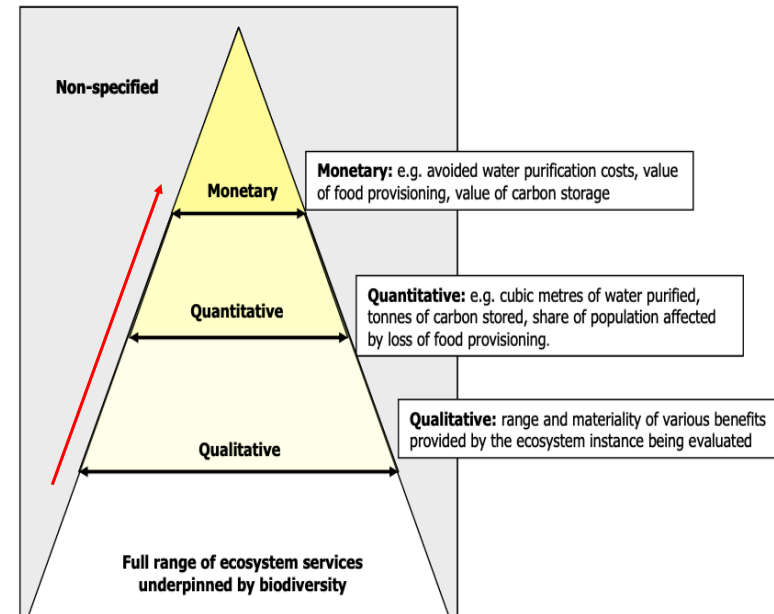 Non-specified
Monetary
Monetary: e.g. avoided water purification costs, value
of food provisioning, value of carbon storage
Quantitative
Quantitative: e.g. cubic metres of water purified,
tonnes of carbon stored, share of population affected
by loss of food provisioning.
Qualitative
Qualitative: range and materiality of various benefits
provided by the ecosystem instance being evaluated
Full range of ecosystem services
underpinned by biodiversity